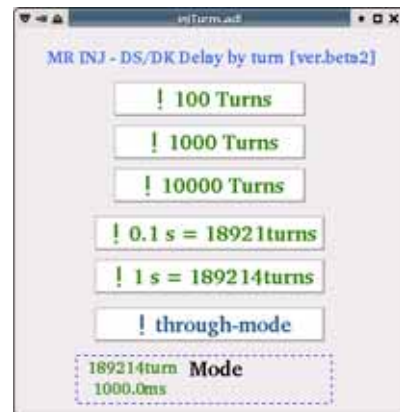 injTurm.adl
MR INJ - DS/DK Delay by turn [ver.beta2]
! 100 Turns
! 1000 Turns
! 10000 Turns
! 0.1 s = 18921turns
! 1 s = 189214turns
! through-mode
189214turn Mode
1000.0ms